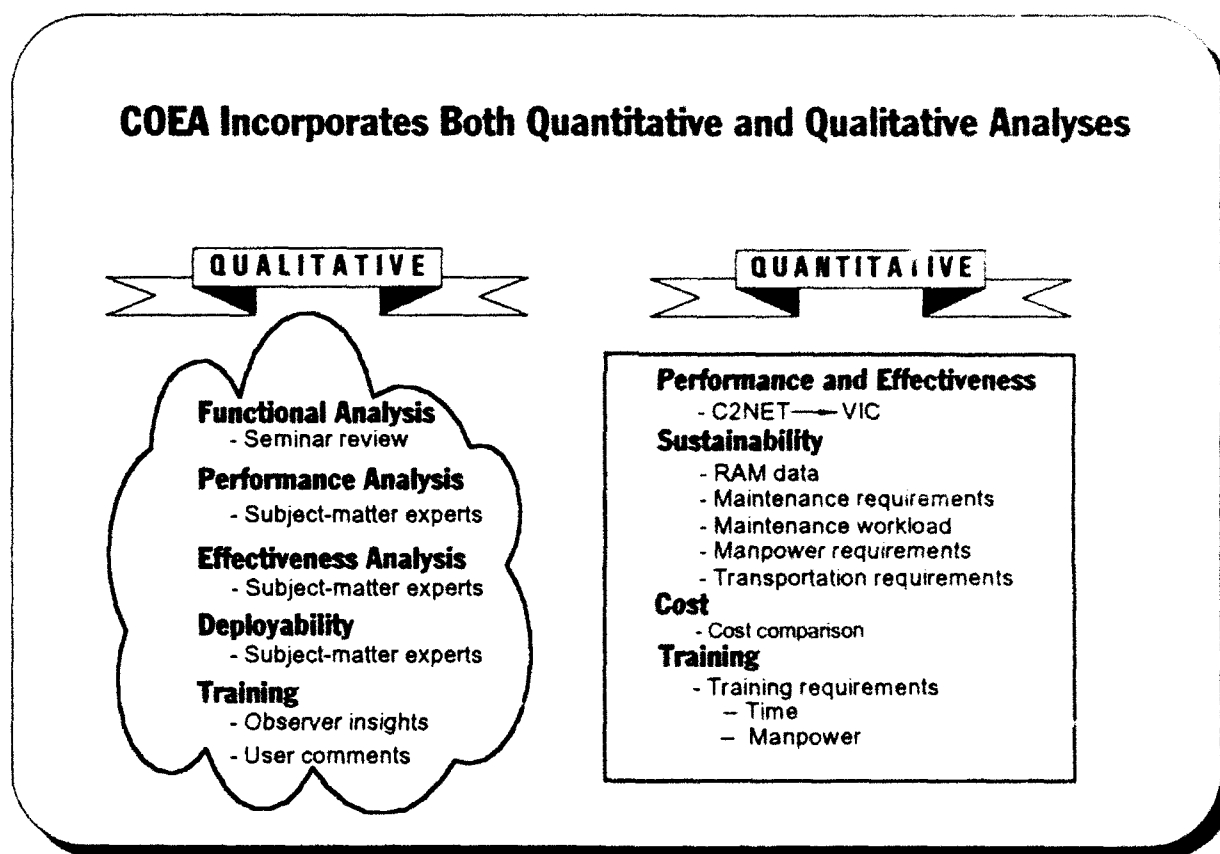 COEA Incorporates Both Quantitative and Qualitative Analyses
QUALITATIVE
Functional Analysis
- Seminar review
Performance Analysis
- Subject-matter experts
Effectiveness Analysis
- Subject-matter experts
Deployability
- Subject-matter experts
Training
- Observer insights
- User comments
QUANTITATIVE
Performance and Effectiveness
- C2NET → VIC
Sustainability
- RAM data
- Maintenance requirements
- Maintenance workload
- Manpower requirements
- Transportation requirements
Cost
- Cost comparison
Training
- Training requirements
– Time
– Manpower